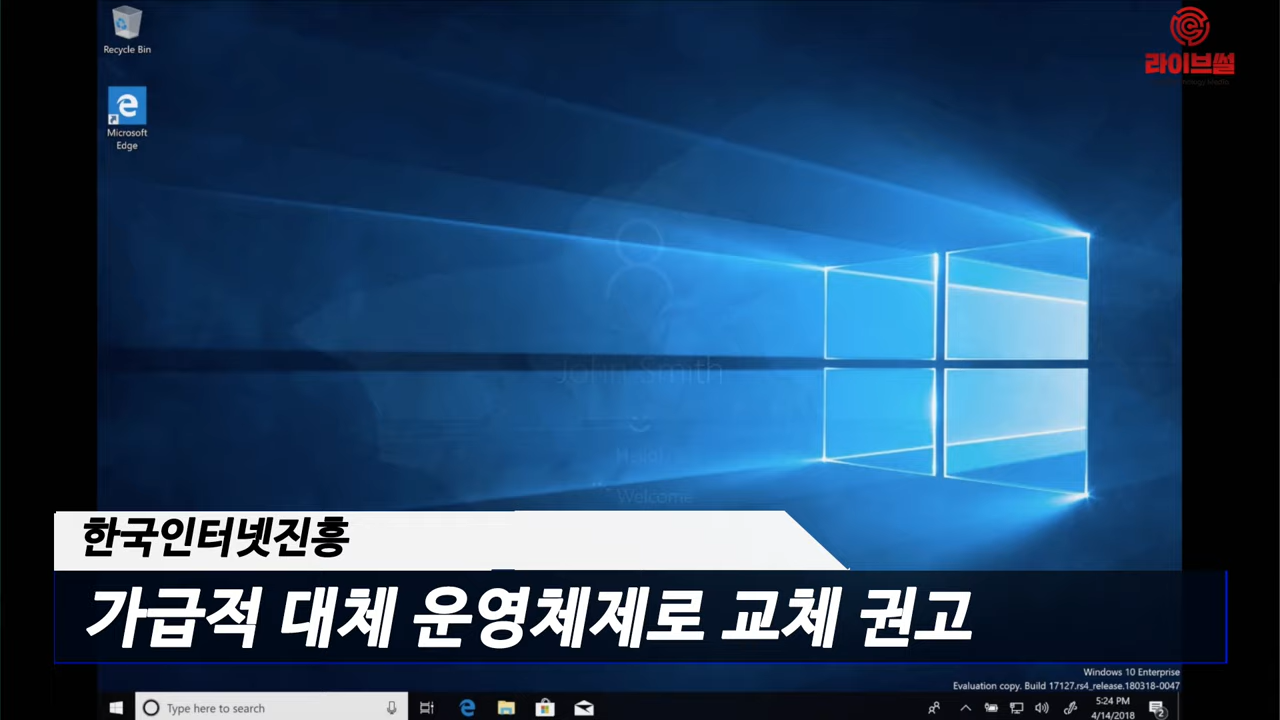 Recycle Bin
Microsoft
Edge
라이브썰
John Smith
Hello!
Welcome
한국인터넷진흥
가급적 대체 운영체제로 교체 권고
Windows 10 Enterprise
Evaluation copy. Build 17127.rs4_release.180318-0047
Type here to search
5:24 PM
4/14/2018
2